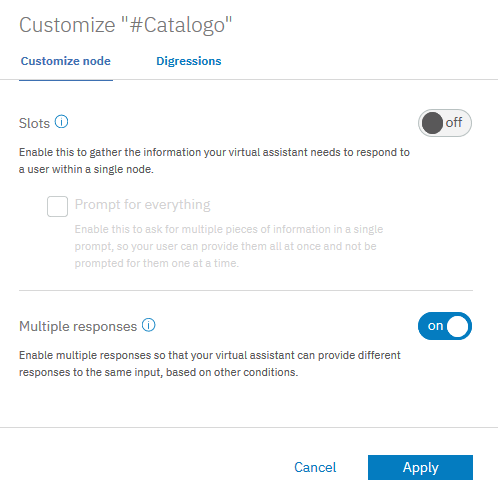 Customize "#Catalogo"
Customize node Digressions
Slots
off
Enable this to gather the information your virtual assistant needs to respond to
a user within a single node.
Prompt for everything
Enable this to ask for multiple pieces of information in a single
prompt, so your user can provide them all at once and not be
prompted for them one at a time.
Multiple responses
on
Enable multiple responses so that your virtual assistant can provide different
responses to the same input, based on other conditions.
Cancel Apply